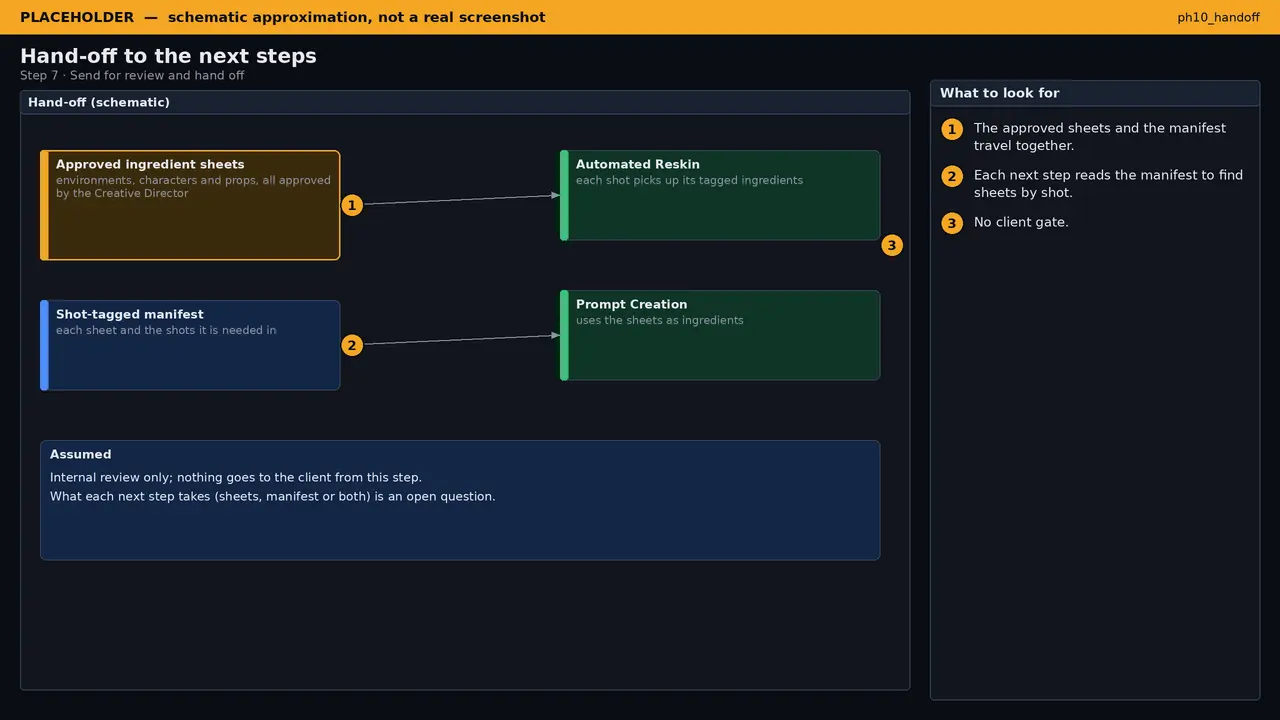 PLACEHOLDER — schematic approximation, not a real screenshot
ph10_handoff
Hand-off to the next steps
Step 7 · Send for review and hand off
Hand-off (schematic)
Approved ingredient sheets
environments, characters and props, all approved
by the Creative Director
1
Automated Reskin
each shot picks up its tagged ingredients
3
Shot-tagged manifest
each sheet and the shots it is needed in
2
Prompt Creation
uses the sheets as ingredients
Assumed
Internal review only; nothing goes to the client from this step.
What each next step takes (sheets, manifest or both) is an open question.
What to look for
1 The approved sheets and the manifest
travel together.
2 Each next step reads the manifest to find
sheets by shot.
3 No client gate.